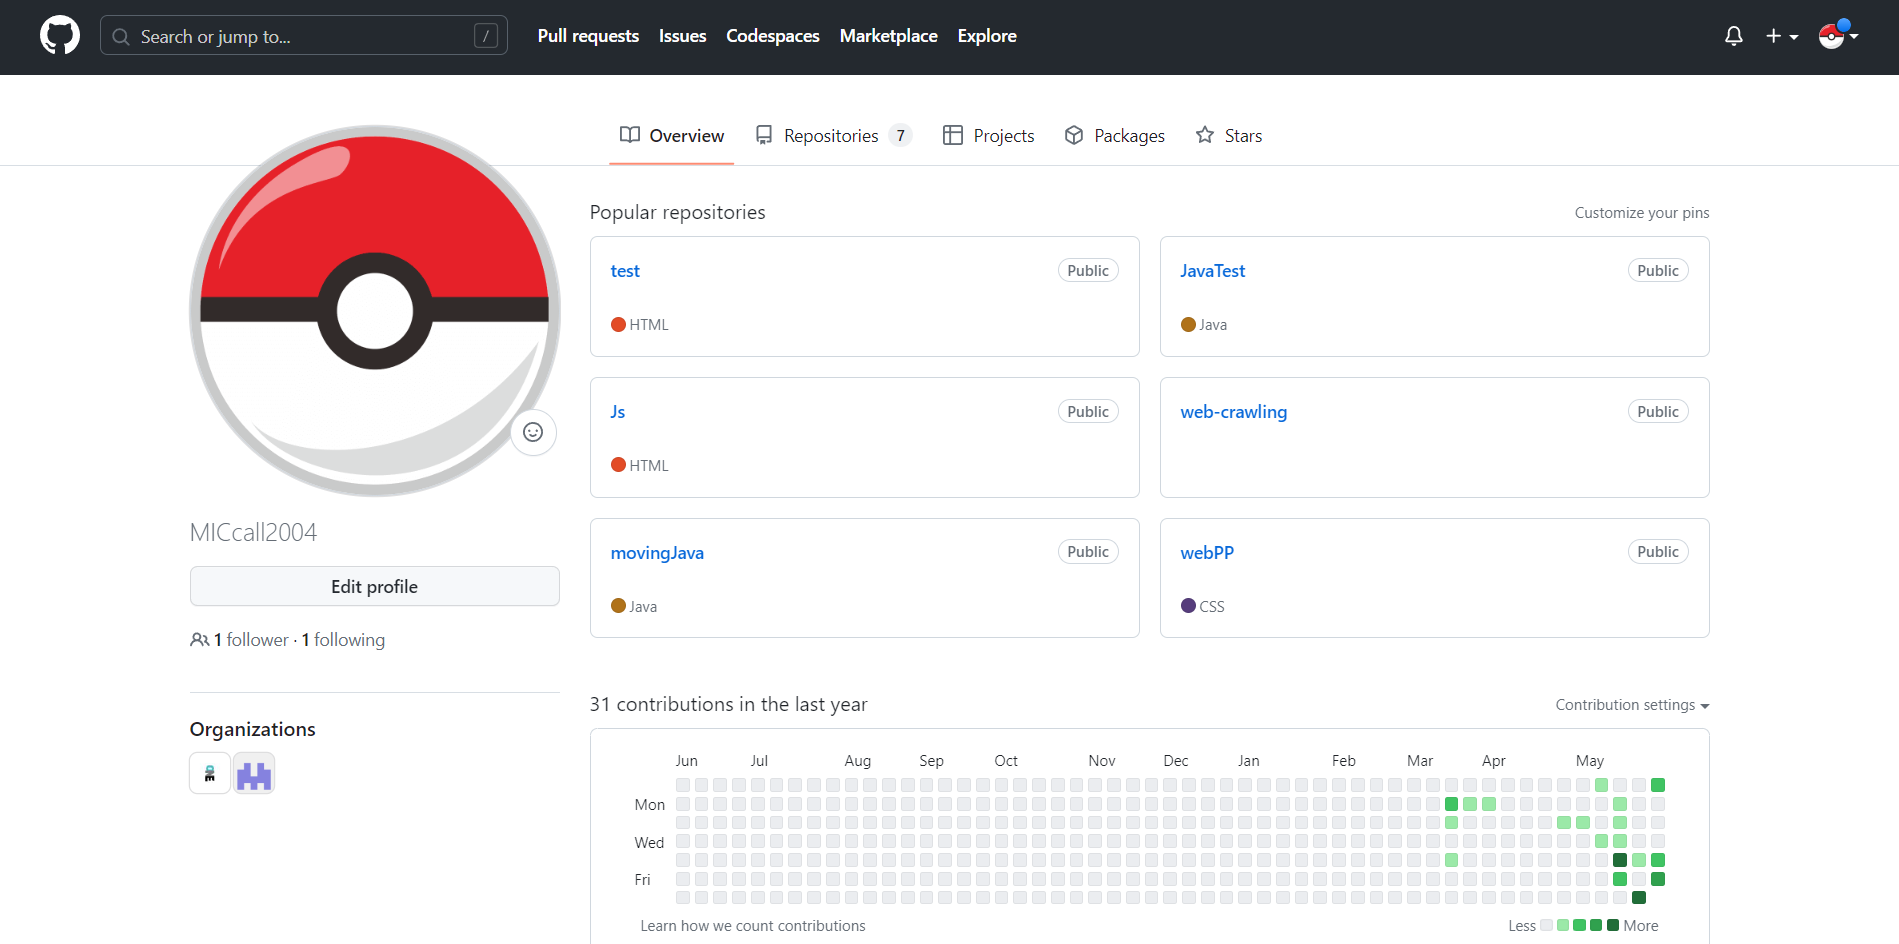 Search or jump to... / Pull requests Issues Codespaces Marketplace Explore
Overview Repositories 7 Projects Packages Stars
Popular repositories Customize your pins
test Public
HTML
JavaTest Public
Java
Js Public
HTML
web-crawling Public
movingJava Public
Java
webPP Public
CSS
MICcall2004
Edit profile
1 follower · 1 following
Organizations
31 contributions in the last year Contribution settings
Jun Jul Aug Sep Oct Nov Dec Jan Feb Mar Apr May
Mon
Wed
Fri
Learn how we count contributions Less More